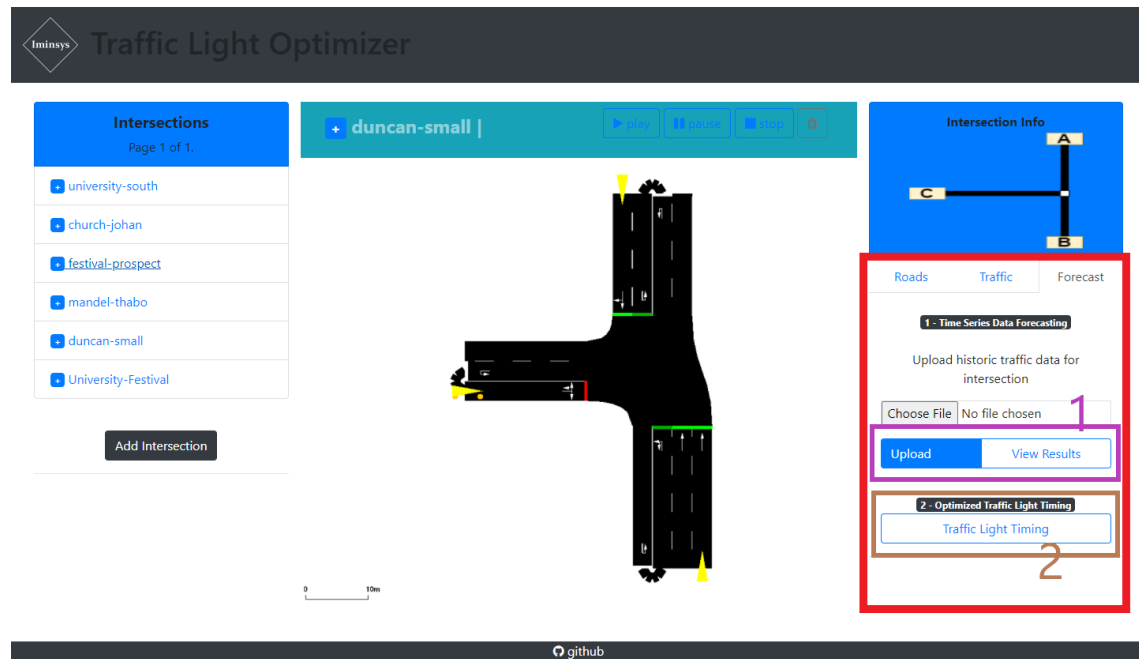 Iminsys
Traffic Light Optimizer
Intersections
Page 1 of 1.
+ university-south
+ church-johan
+ festival-prospect
+ mandel-thabo
+ duncan-small
+ University-Festival
Add Intersection
+ duncan-small |
play
pause
stop
0 10m
Intersection Info
A
C
B
Roads Traffic Forecast
1 - Time Series Data Forecasting
Upload historic traffic data for
intersection
Choose File No file chosen
1
Upload View Results
2 - Optimized Traffic Light Timing
Traffic Light Timing
2
github